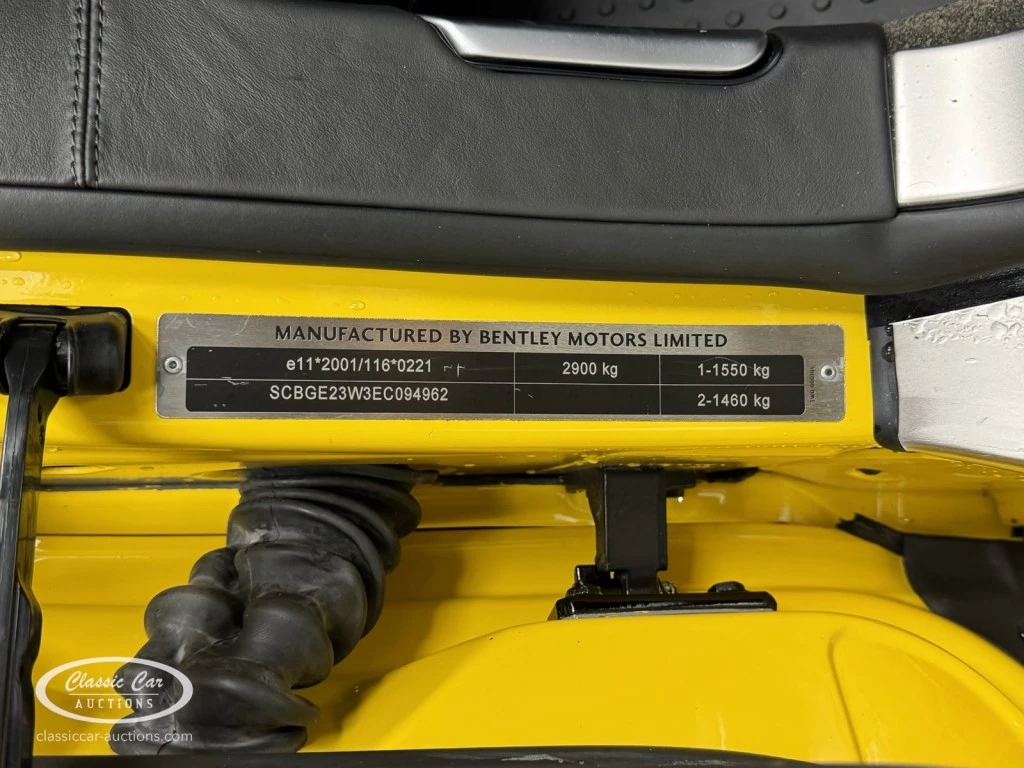 MANUFACTURED BY BENTLEY MOTORS LIMITED
e11*2001/116*0221 2900 kg 1-1550 kg
SCBGE23W3EC094962 2-1460 kg
Classic Car
AUCTIONS
classiccar-auctions.com